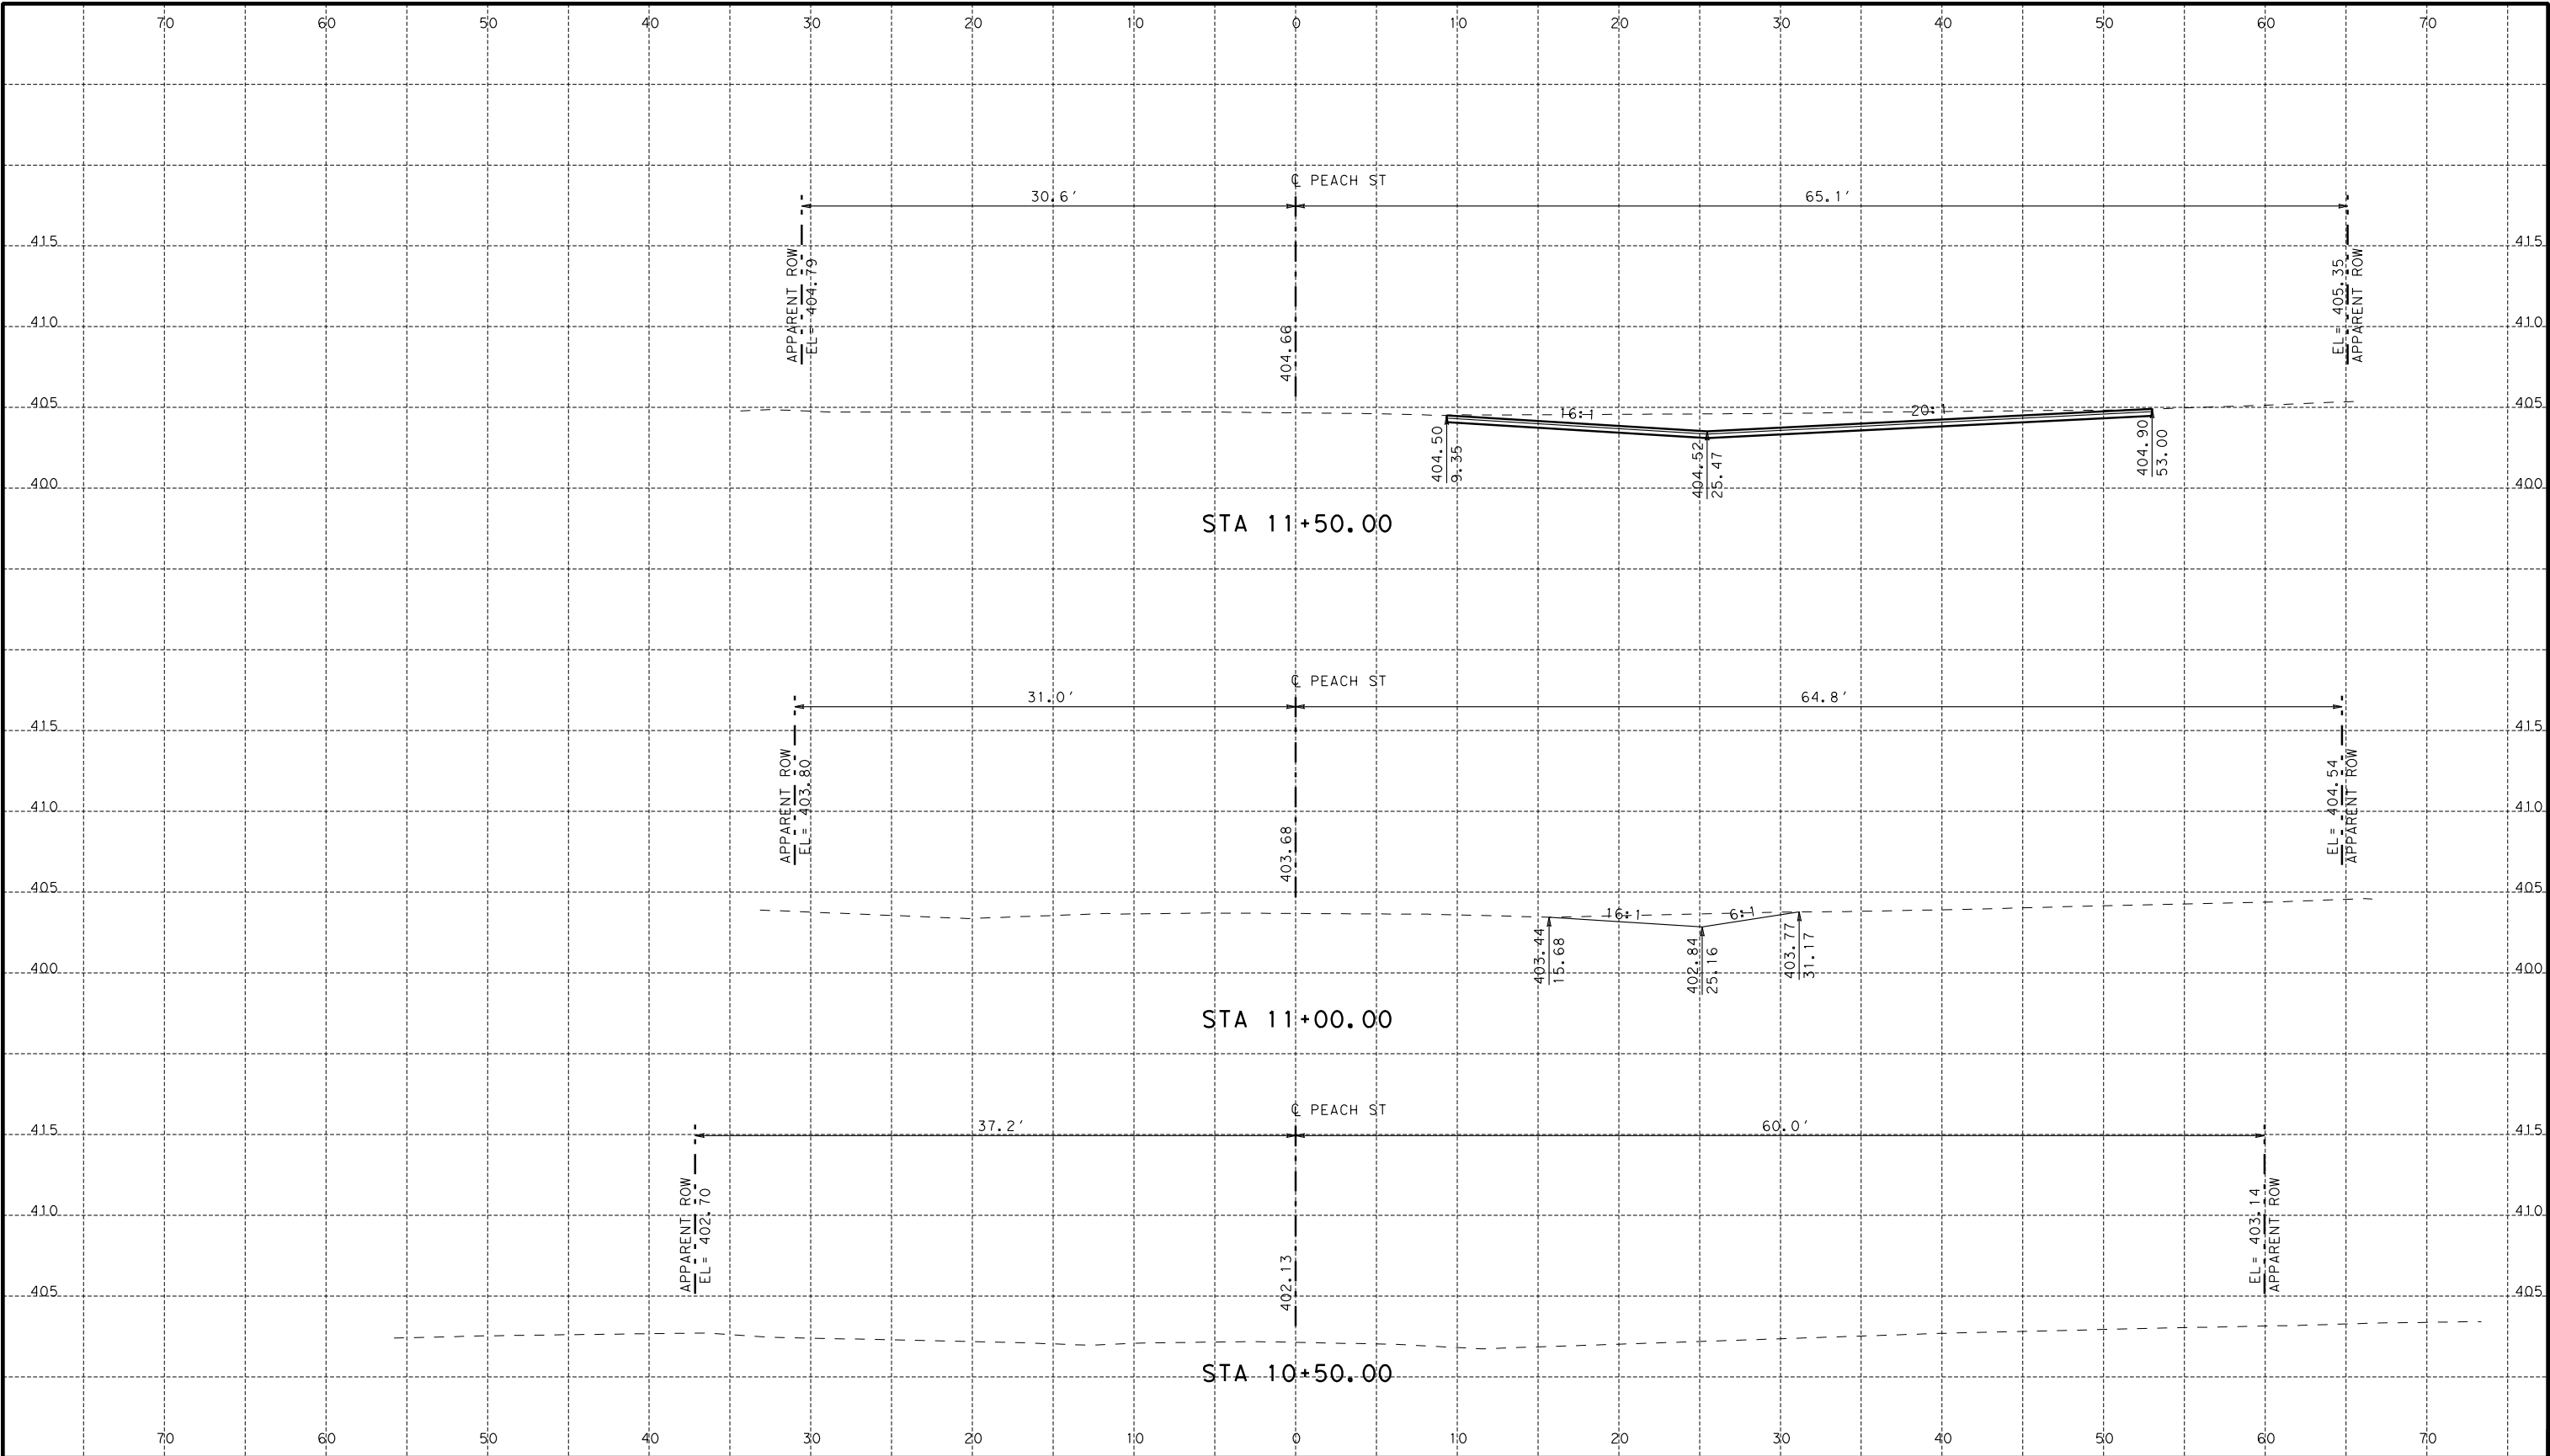 70 60 50 40 30 20 10 0 10 20 30 40 50 60 70
℄ PEACH ST
30.6' 65.1'
415 415
APPARENT ROW
EL= 404.79
EL= 405.35
APPARENT ROW
410 410
404.66
405 405
16:1 20:1
404.50
9.35
404.52
25.47
404.90
53.00
400 400
STA 11+50.00
℄ PEACH ST
31.0' 64.8'
415 415
APPARENT ROW
EL= 403.80
EL= 404.54
APPARENT ROW
410 410
403.68
405 405
16:1 6:1
403.44
15.68
402.84
25.16
403.77
31.17
400 400
STA 11+00.00
℄ PEACH ST
37.2' 60.0'
415 415
APPARENT ROW
EL= 402.70
EL= 403.14
APPARENT ROW
410 410
402.13
405 405
STA 10+50.00
70 60 50 40 30 20 10 0 10 20 30 40 50 60 70